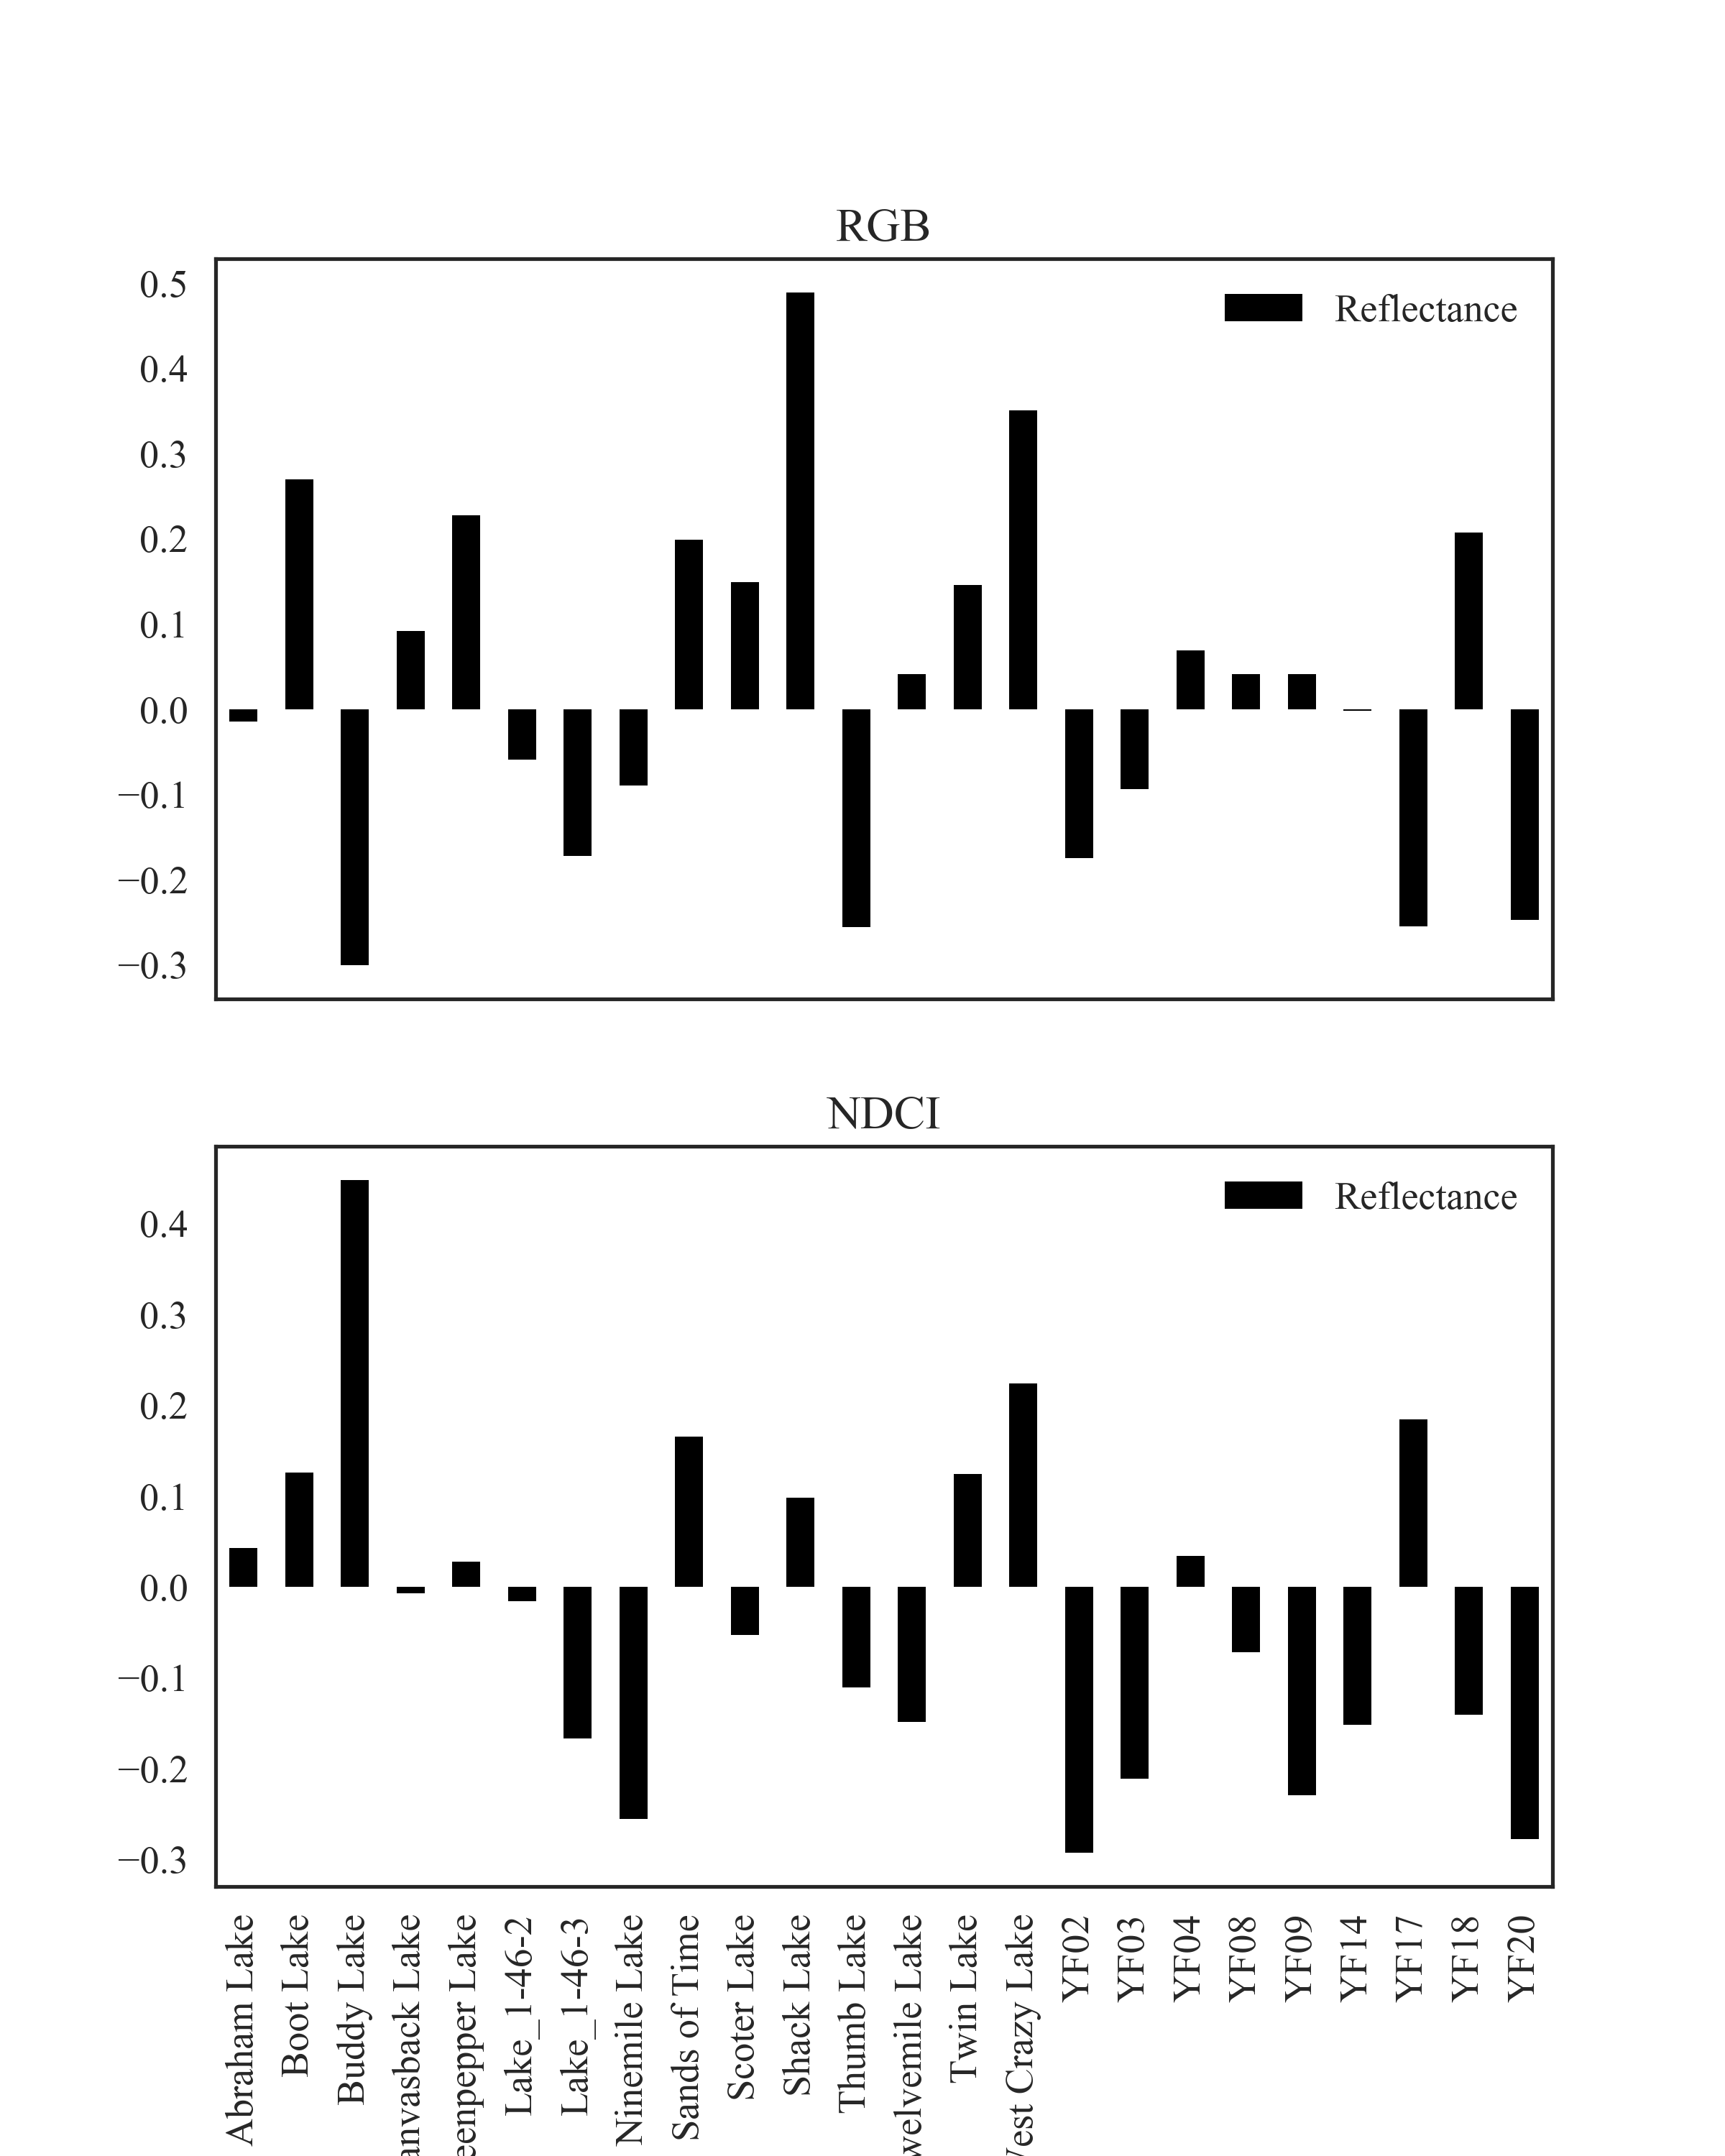 RGB
Reflectance
0.5
0.4
0.3
0.2
0.1
0.0
−0.1
−0.2
−0.3
NDCI
Reflectance
0.4
0.3
0.2
0.1
0.0
−0.1
−0.2
−0.3
Abraham Lake
Boot Lake
Buddy Lake
anvasback Lake
eenpepper Lake
Lake_1-46-2
Lake_1-46-3
Ninemile Lake
Sands of Time
Scoter Lake
Shack Lake
Thumb Lake
welvemile Lake
Twin Lake
est Crazy Lake
YF02
YF03
YF04
YF08
YF09
YF14
YF17
YF18
YF20